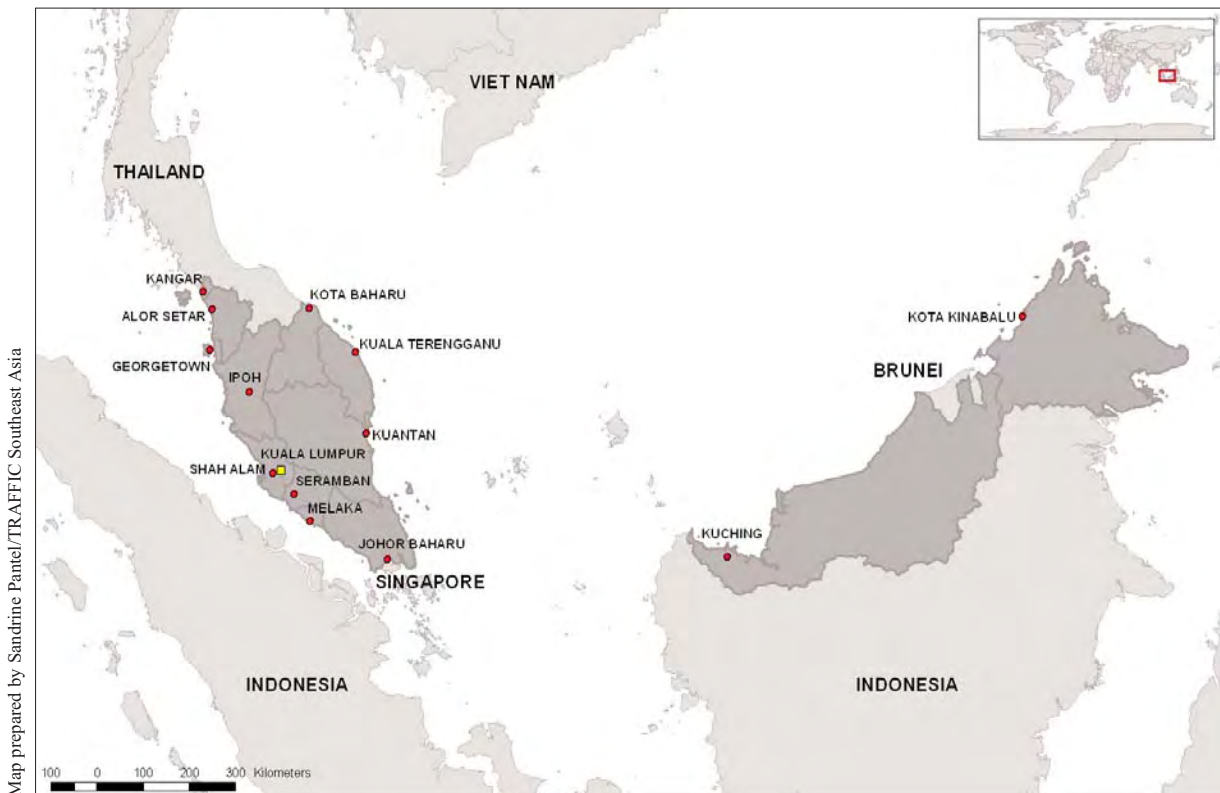 VIET NAM
THAILAND
KANGAR
KOTA BAHARU
ALOR SETAR
KOTA KINABALU
KUALA TERENGGANU
GEORGETOWN
BRUNEI
IPOH
KUANTAN
KUALA LUMPUR
SHAH ALAM
SERAMBAN
MELAKA
KUCHING
JOHOR BAHARU
SINGAPORE
INDONESIA
INDONESIA
100 0 100 200 300 Kilometers
Map prepared by Sandrine Pantel/TRAFFIC Southeast Asia